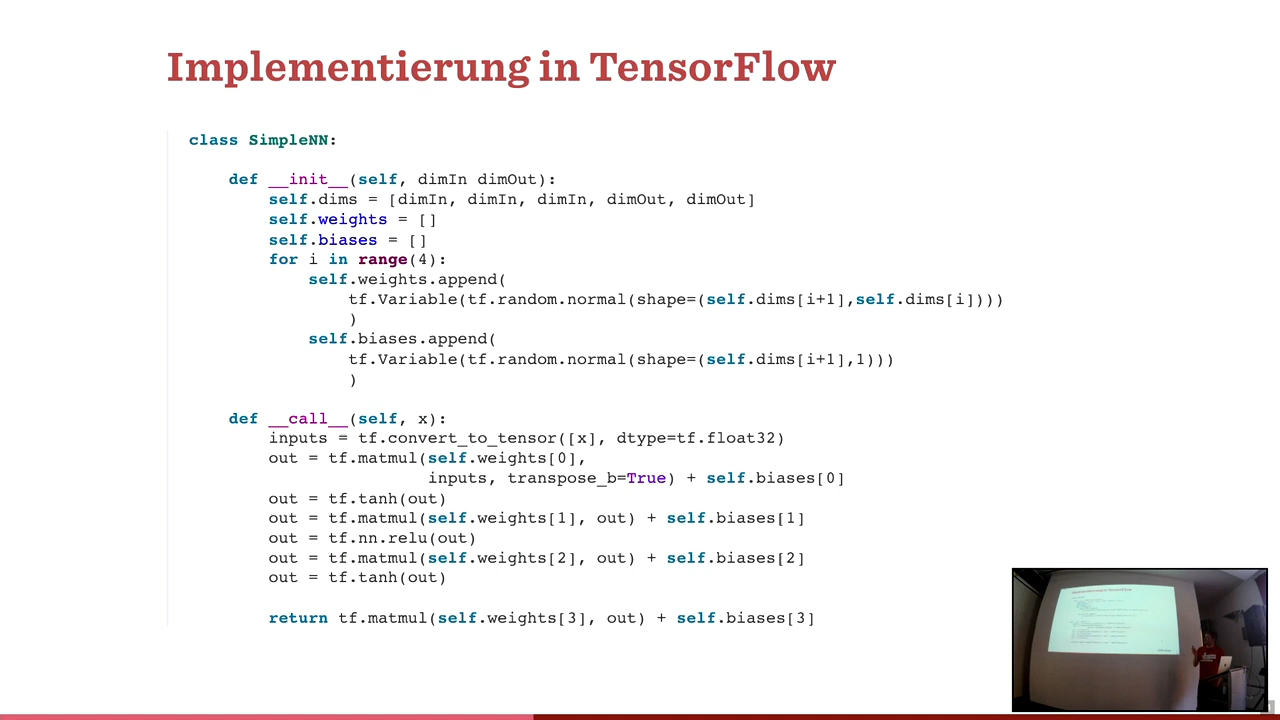 Implementierung in TensorFlow
class SimpleNN:
def __init__(self, dimIn dimOut):
self.dims = [dimIn, dimIn, dimIn, dimOut, dimOut]
self.weights = []
self.biases = []
for i in range(4):
self.weights.append(
tf.Variable(tf.random.normal(shape=(self.dims[i+1],self.dims[i])))
)
self.biases.append(
tf.Variable(tf.random.normal(shape=(self.dims[i+1],1)))
)
def __call__(self, x):
inputs = tf.convert_to_tensor([x], dtype=tf.float32)
out = tf.matmul(self.weights[0],
inputs, transpose_b=True) + self.biases[0]
out = tf.tanh(out)
out = tf.matmul(self.weights[1], out) + self.biases[1]
out = tf.nn.relu(out)
out = tf.matmul(self.weights[2], out) + self.biases[2]
out = tf.tanh(out)
return tf.matmul(self.weights[3], out) + self.biases[3]
Implementierung in TensorFlow